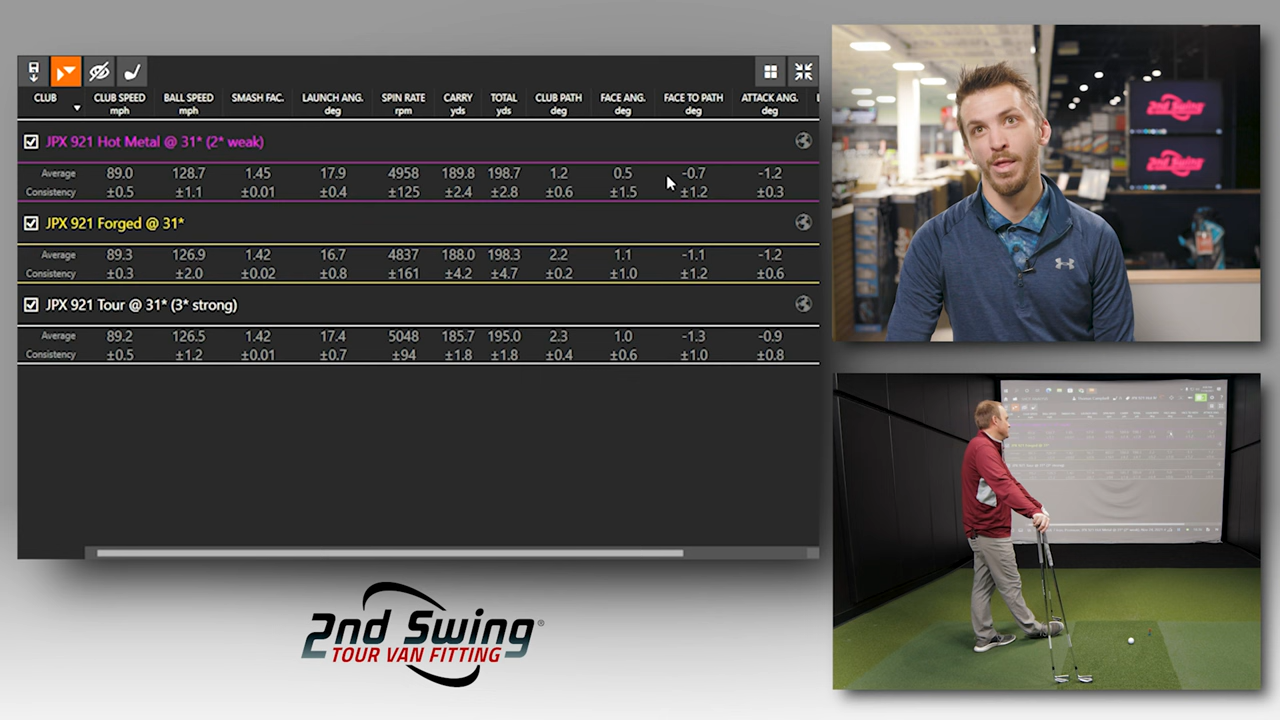 CLUB CLUB SPEED BALL SPEED SMASH FAC. LAUNCH ANG. SPIN RATE CARRY TOTAL CLUB PATH FACE ANG. FACE TO PATH ATTACK ANG.
mph mph deg rpm yds yds deg deg deg deg
JPX 921 Hot Metal @ 31* (2* weak)
Average 89.0 128.7 1.45 17.9 4958 189.8 198.7 1.2 0.5 -0.7 -1.2
Consistency ±0.5 ±1.1 ±0.01 ±0.4 ±125 ±2.4 ±2.8 ±0.6 ±1.5 ±1.2 ±0.3
JPX 921 Forged @ 31*
Average 89.3 126.9 1.42 16.7 4837 188.0 198.3 2.2 1.1 -1.1 -1.2
Consistency ±0.3 ±2.0 ±0.02 ±0.8 ±161 ±4.2 ±4.7 ±0.2 ±1.0 ±1.2 ±0.6
JPX 921 Tour @ 31* (3* strong)
Average 89.2 126.5 1.42 17.4 5048 185.7 195.0 2.3 1.0 -1.3 -0.9
Consistency ±0.5 ±1.2 ±0.01 ±0.7 ±94 ±1.8 ±1.8 ±0.4 ±0.6 ±1.0 ±0.8
2nd Swing®
TOUR VAN FITTING
2nd Swing
2nd Swing